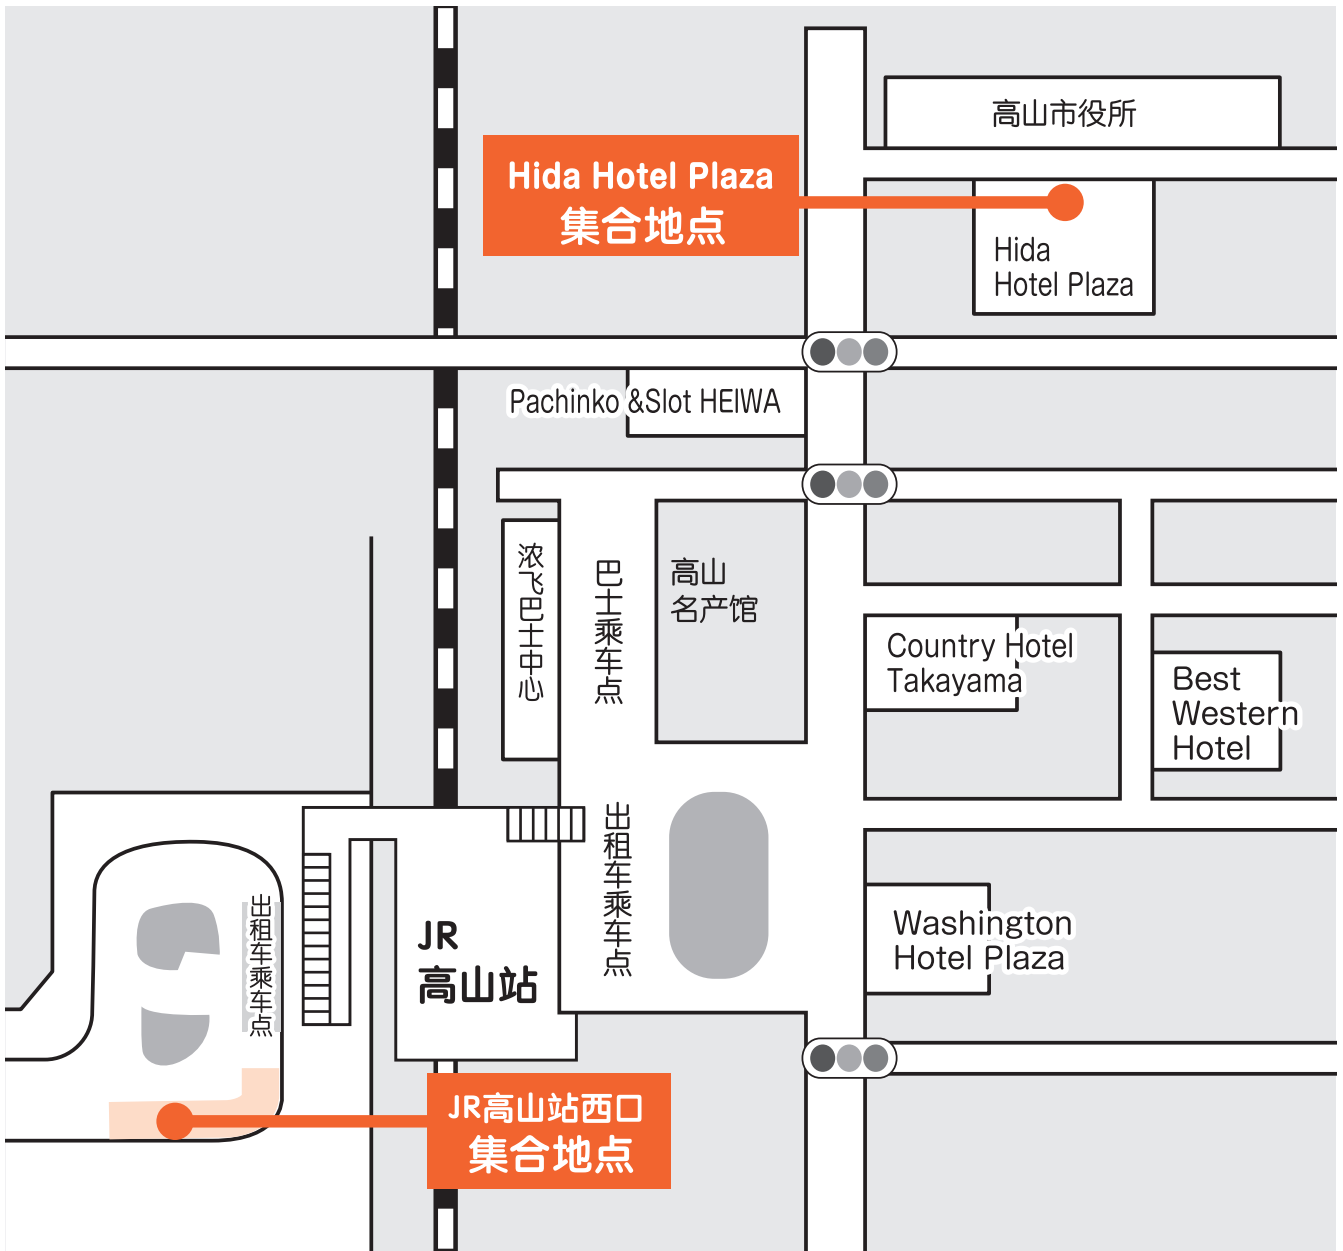 高山市役所
Hida Hotel Plaza
集合地点
Hida
Hotel Plaza
Pachinko &Slot HEIWA
浓飞巴士中心
巴士乘车点
高山
名产馆
Country Hotel
Takayama
Best
Western
Hotel
出租车乘车点
出租车乘车点
JR
高山站
Washington
Hotel Plaza
JR高山站西口
集合地点